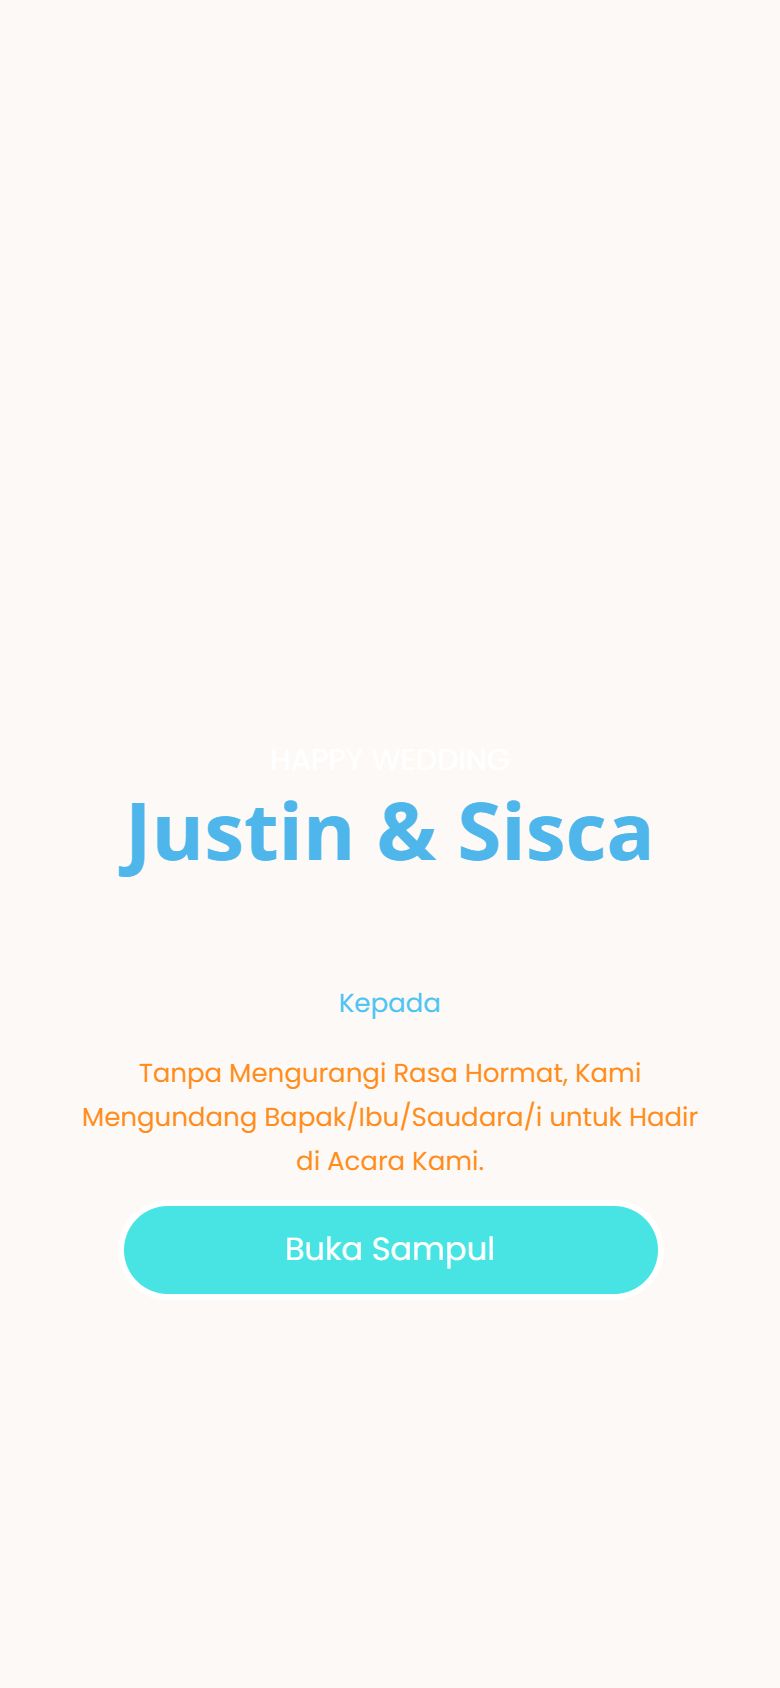 HAPPY WEDDING
Justin & Sisca
Kepada
Tanpa Mengurangi Rasa Hormat, Kami
Mengundang Bapak/Ibu/Saudara/i untuk Hadir
di Acara Kami.
Buka Sampul